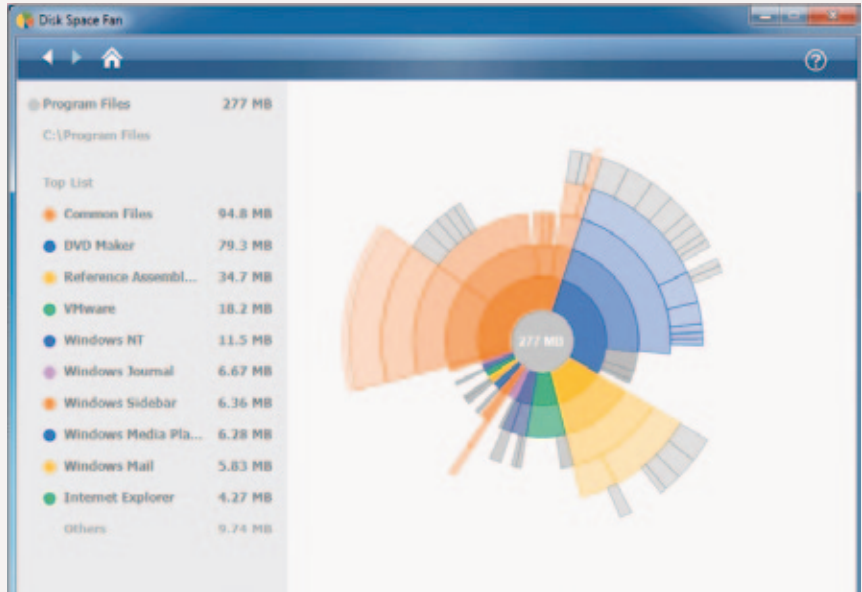 Disk Space Fan
Program Files 277 MB
C:\Program Files
Top List
Common Files 94.8 MB
DVD Maker 79.3 MB
Reference Assembl... 34.7 MB
VMware 18.2 MB
Windows NT 11.5 MB
Windows Journal 6.67 MB
Windows Sidebar 6.36 MB
Windows Media Pla... 6.28 MB
Windows Mail 5.83 MB
Internet Explorer 4.27 MB
Others 9.74 MB
277 MB